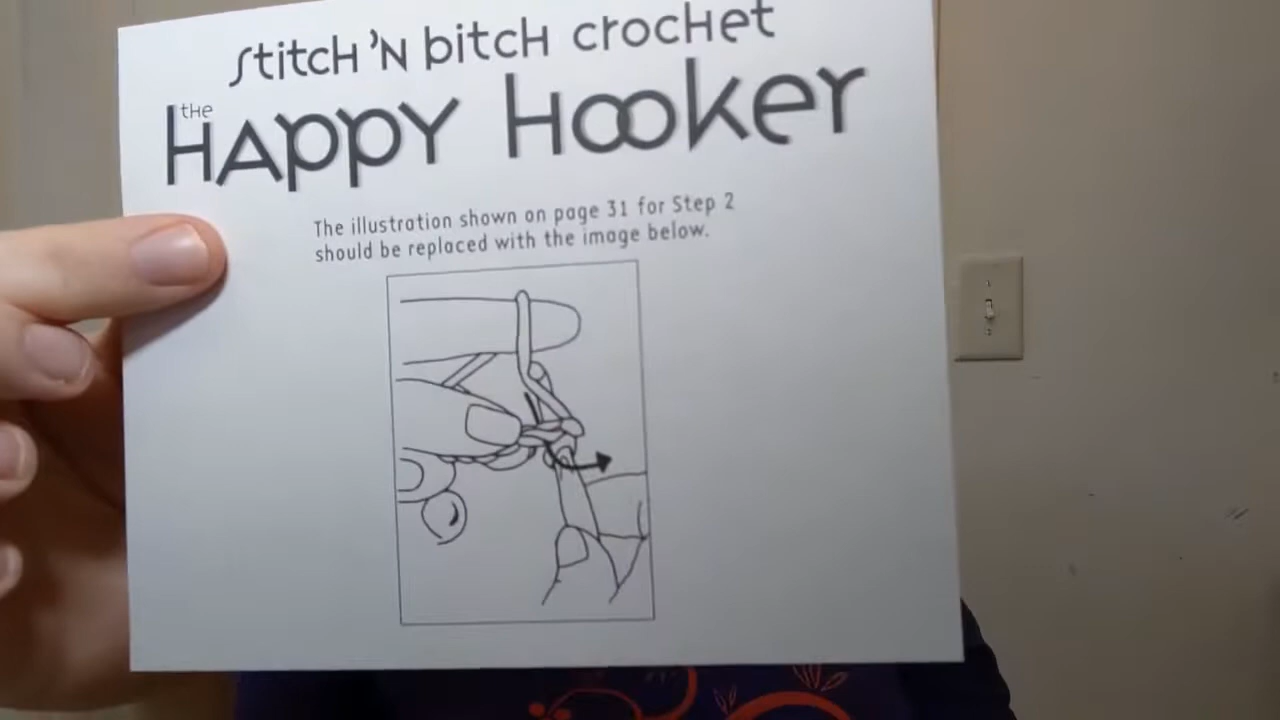 stitch 'N bitch crochet
the
HAPPY HOOKER
The illustration shown on page 31 for Step 2
should be replaced with the image below.